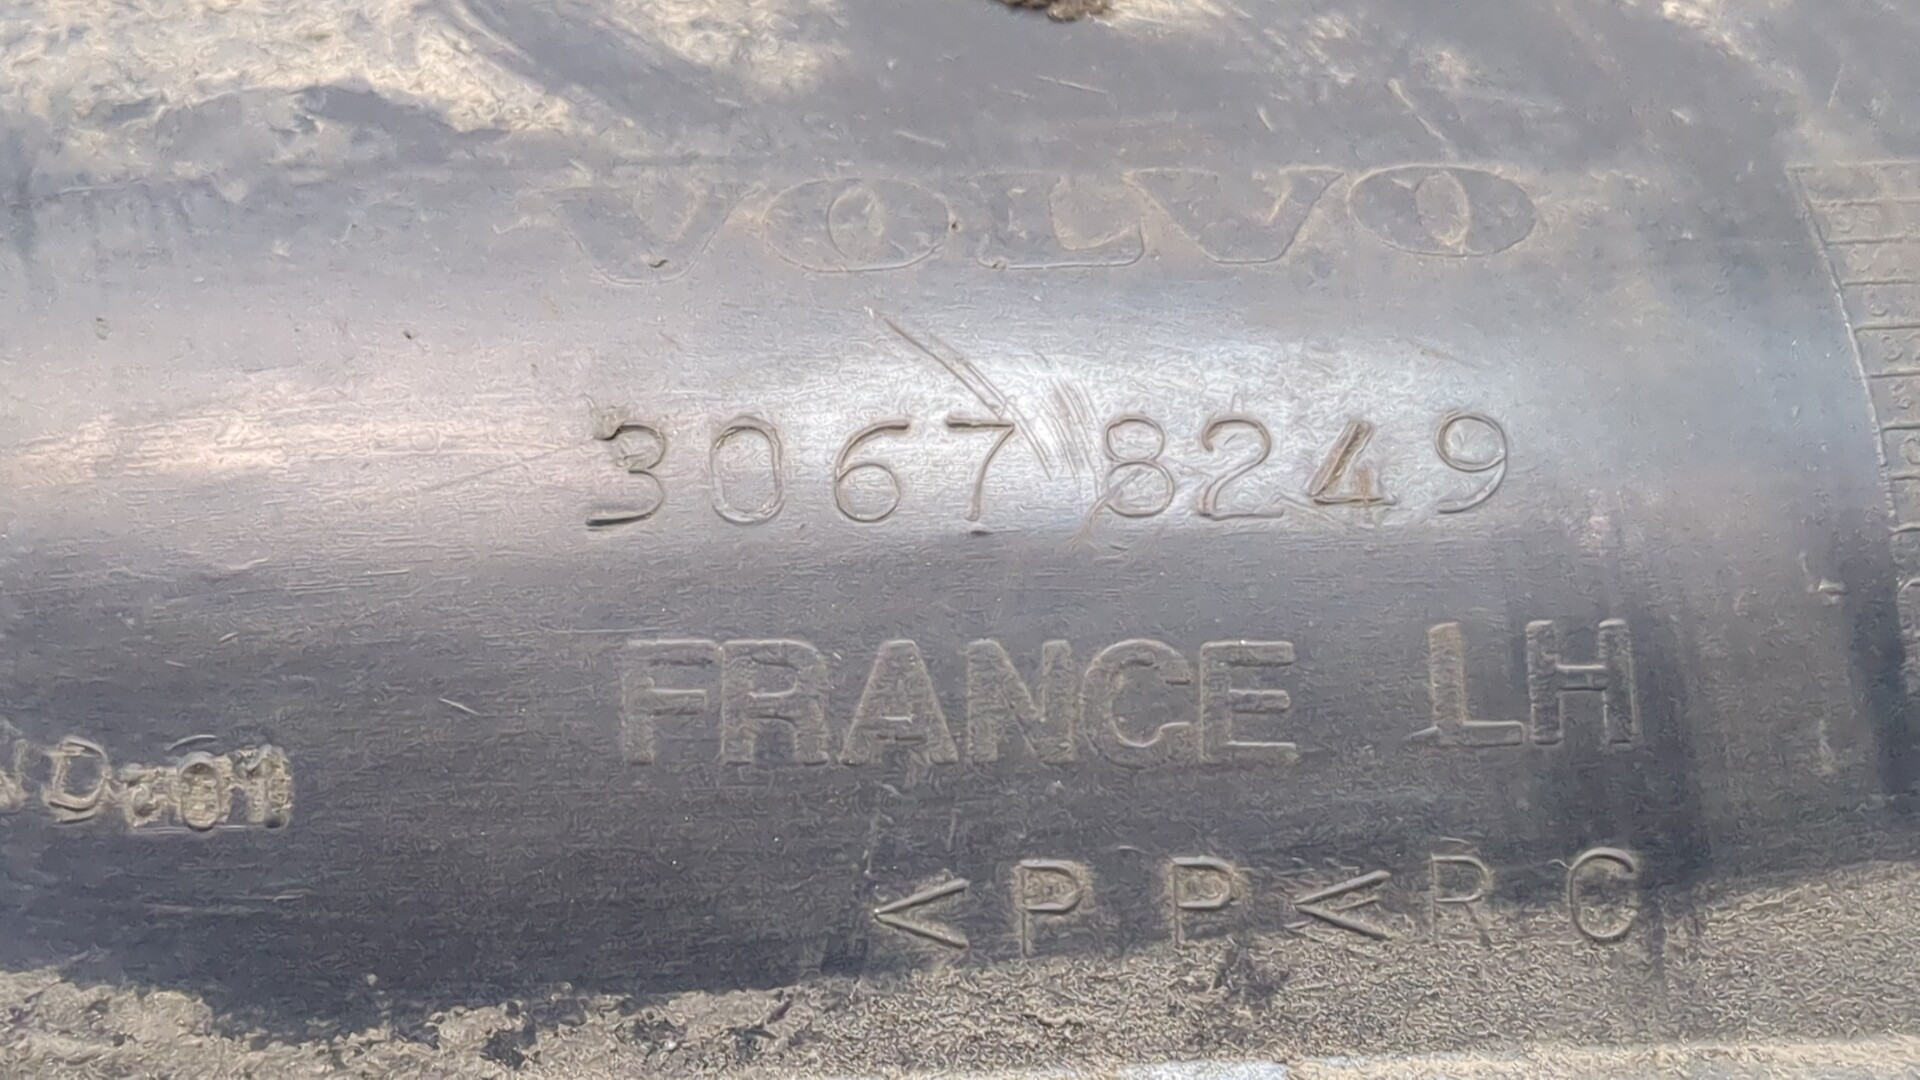 VOLVO
30678249
FRANCE LH
<PP< RC